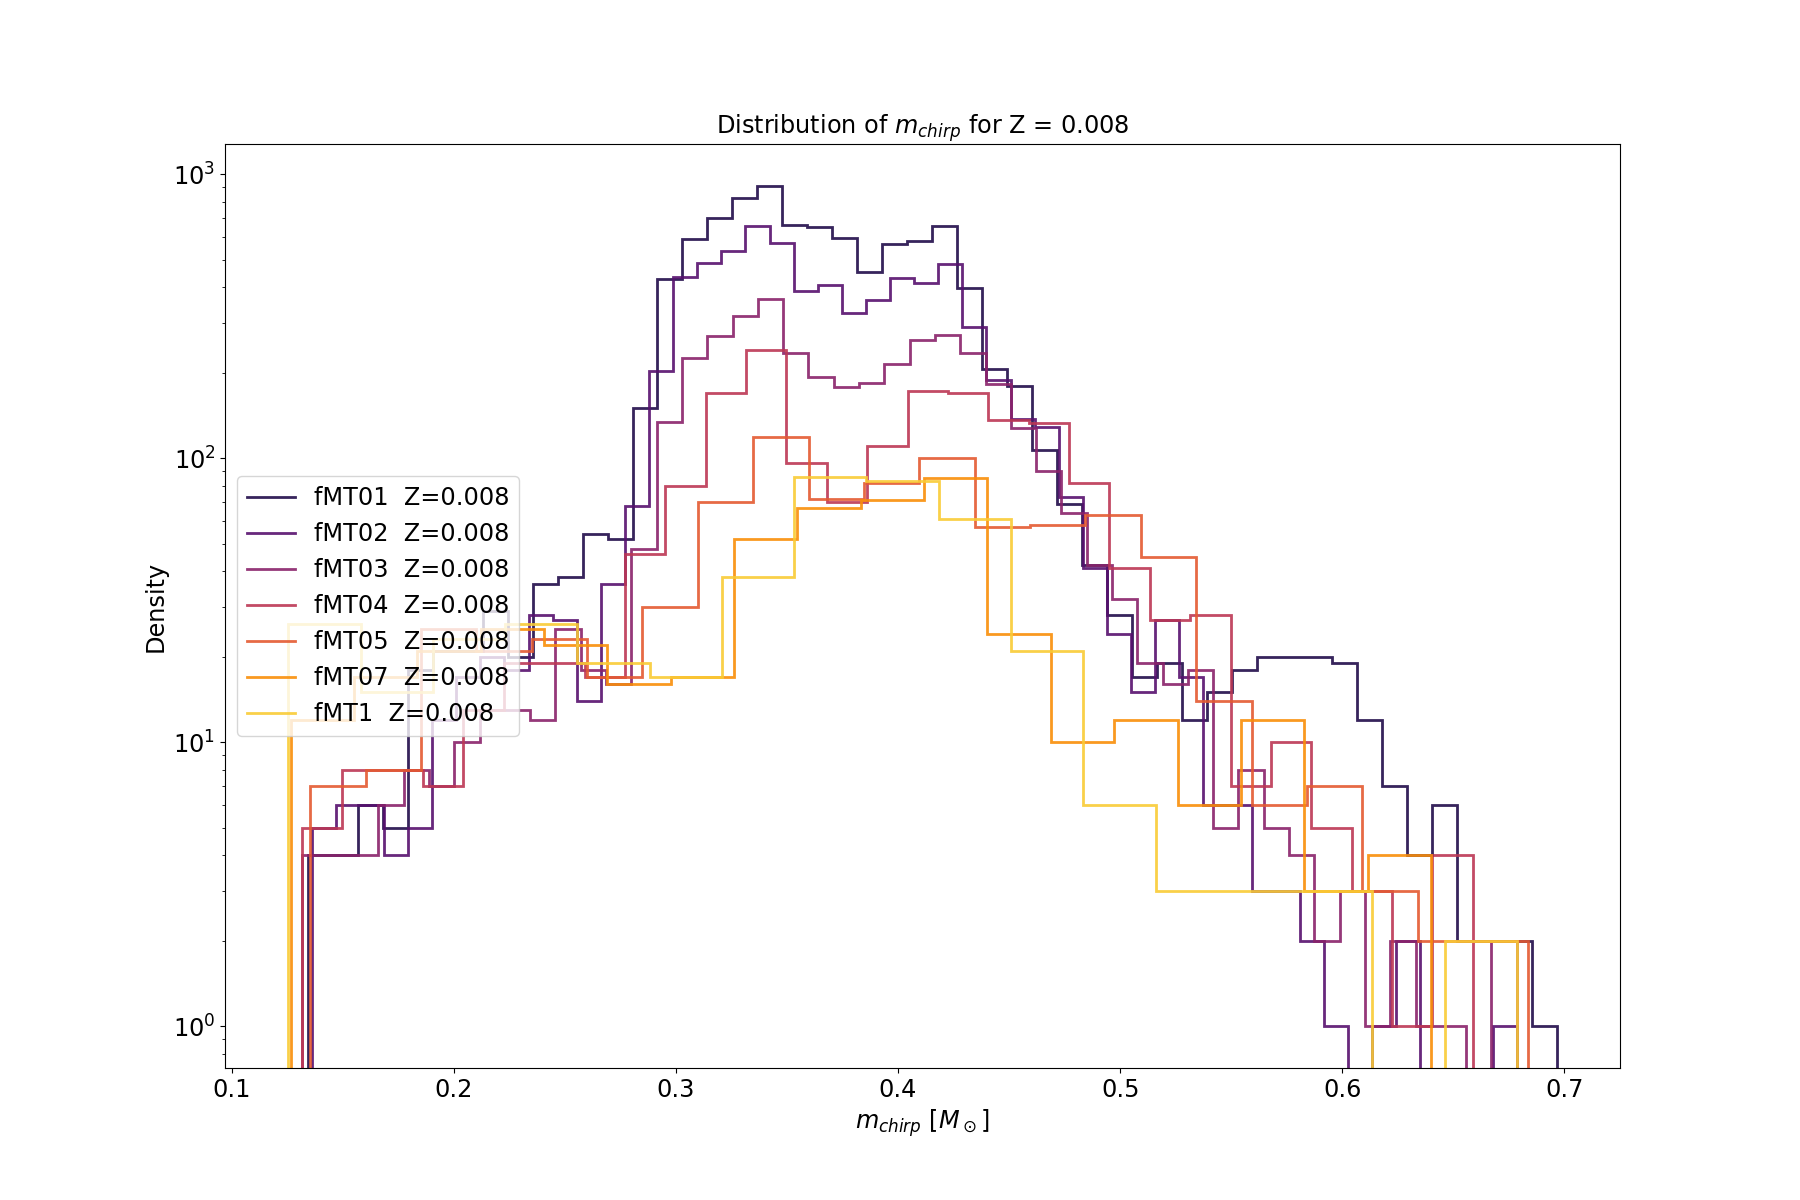 Distribution of m_chirp for Z = 0.008
Density
10^3
10^2
10^1
10^0
fMT01 Z=0.008
fMT02 Z=0.008
fMT03 Z=0.008
fMT04 Z=0.008
fMT05 Z=0.008
fMT07 Z=0.008
fMT1 Z=0.008
0.1 0.2 0.3 0.4 0.5 0.6 0.7
m_chirp [M_⊙]